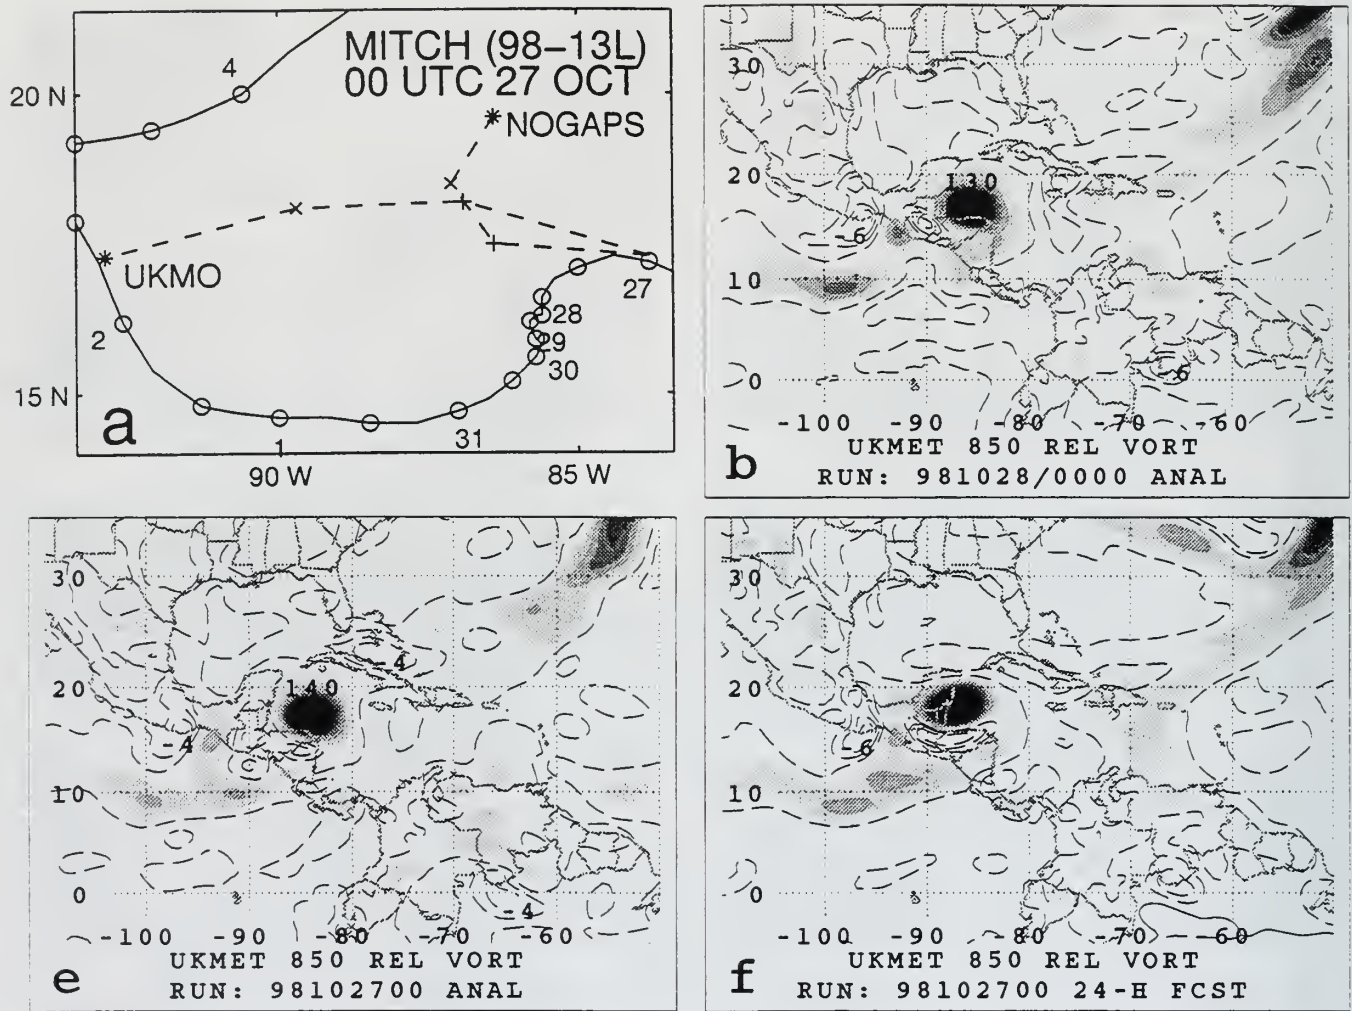 MITCH (98-13L)
00 UTC 27 OCT
4
20 N
NOGAPS
UKMO
27
28
29
30
2
15 N
a
31
1
90 W
85 W
30
20
130
-6
10
-6
0
-100 -90 -80 -70 -60
UKMET 850 REL VORT
b
RUN: 981028/0000 ANAL
30
-4
20
140
-4
10
0
-4
-100 -90 -80 -70 -60
UKMET 850 REL VORT
e
RUN: 98102700 ANAL
30
20
-6
10
-6
0
-100 -90 -80 -70 -60
UKMET 850 REL VORT
f
RUN: 98102700 24-H FCST